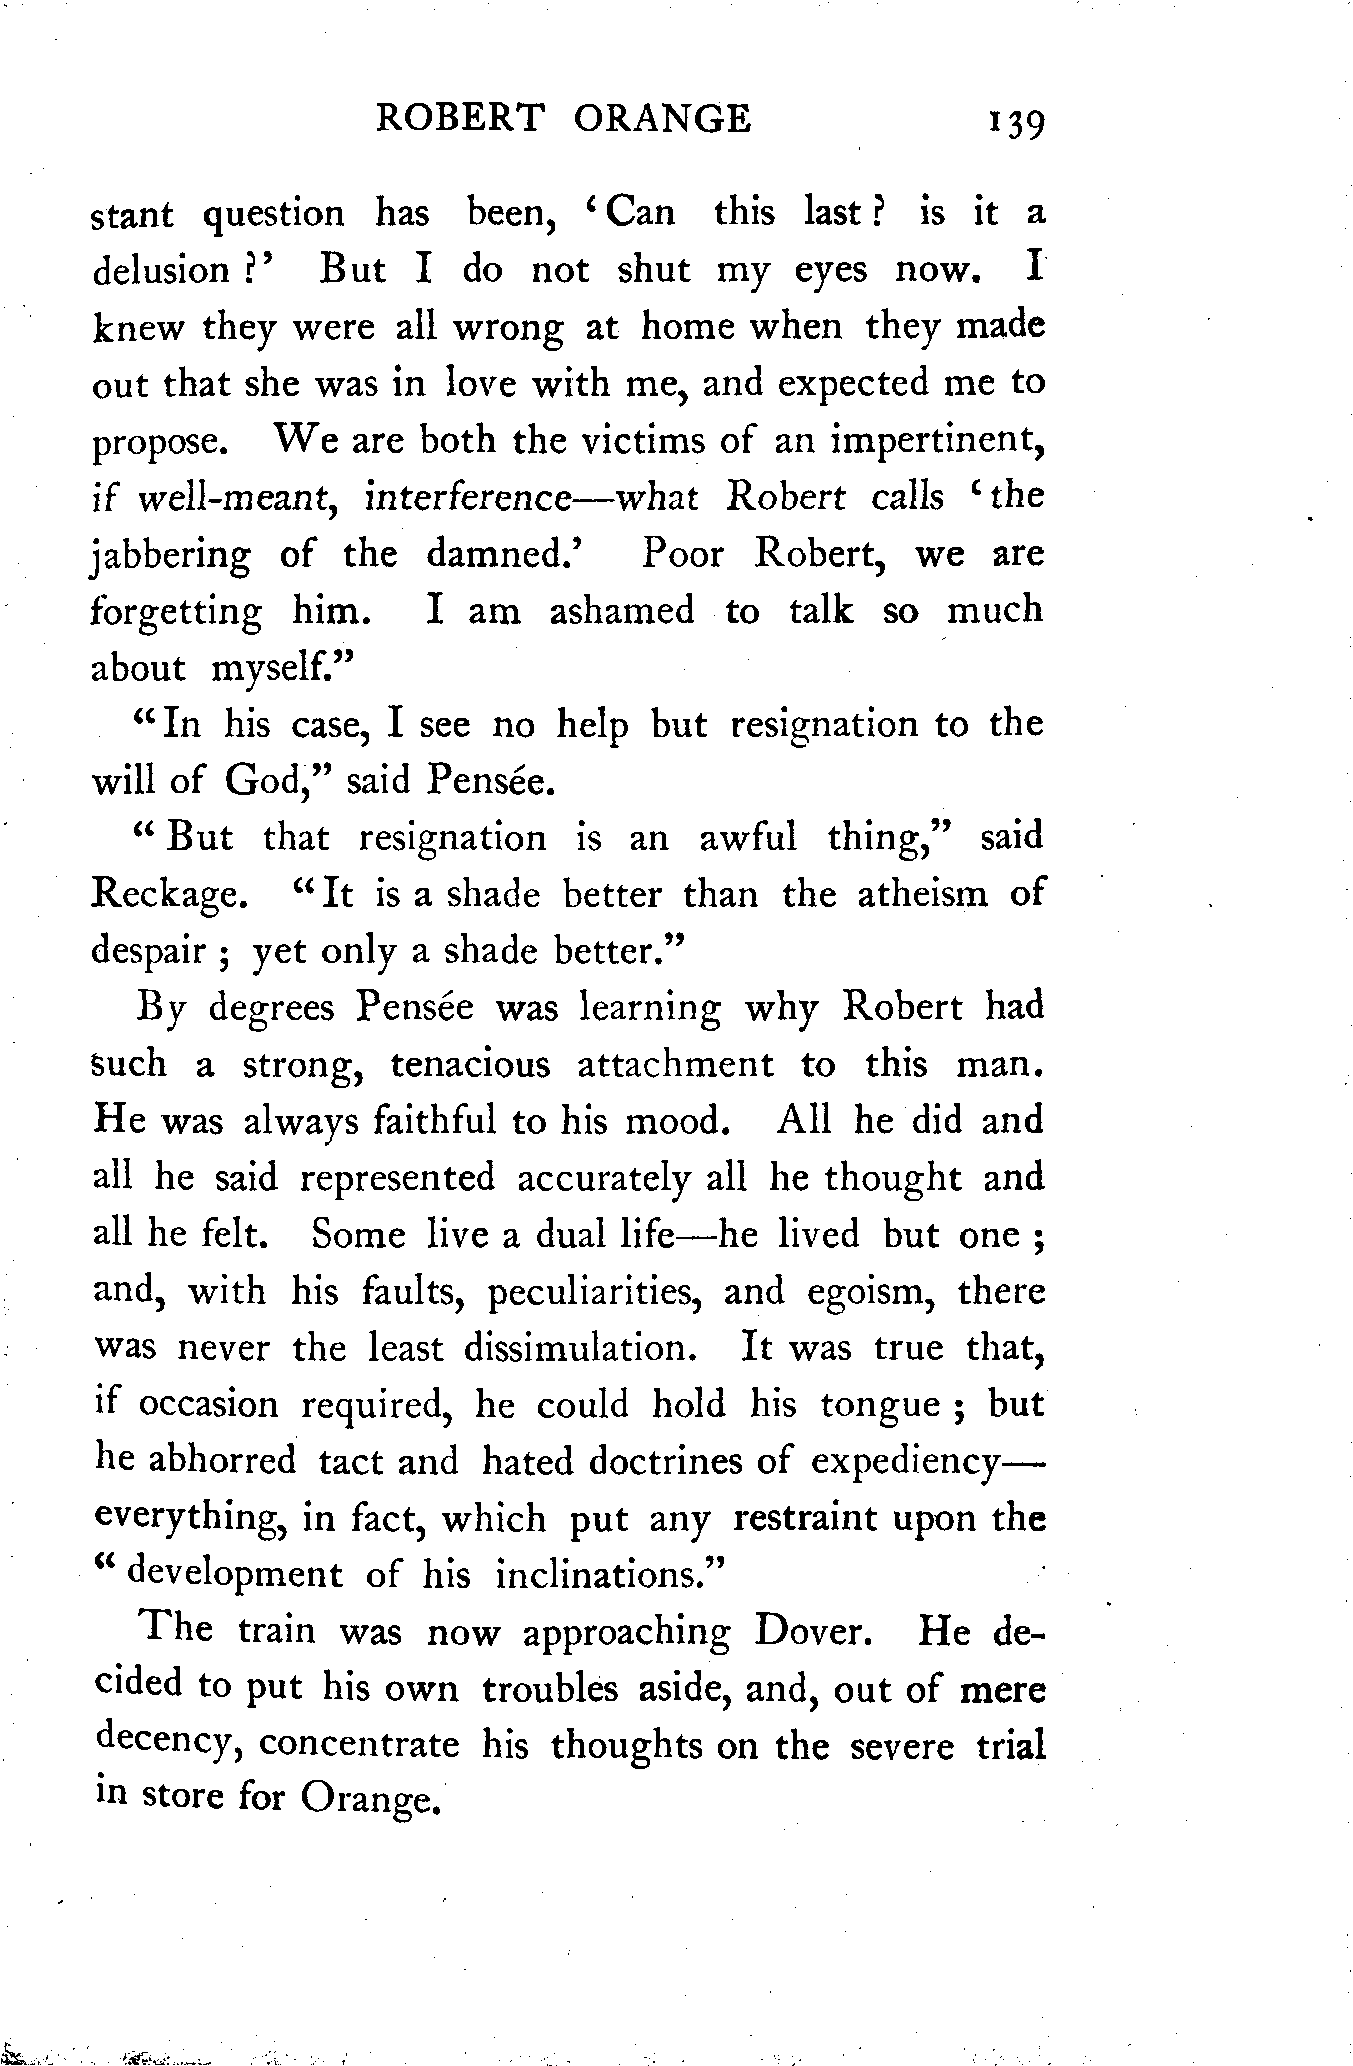 ROBERT ORANGE 139
stant question has been, ‘Can this last? is it a
delusion?’ But I do not shut my eyes now. I
knew they were all wrong at home when they made
out that she was in love with me, and expected me to
propose. We are both the victims of an impertinent,
if well-meant, interference—what Robert calls ‘the
jabbering of the damned.’ Poor Robert, we are
forgetting him. I am ashamed to talk so much
about myself.”
“In his case, I see no help but resignation to the
will of God,” said Pensée.
“But that resignation is an awful thing,” said
Reckage. “It is a shade better than the atheism of
despair; yet only a shade better.”
By degrees Pensée was learning why Robert had
such a strong, tenacious attachment to this man.
He was always faithful to his mood. All he did and
all he said represented accurately all he thought and
all he felt. Some live a dual life—he lived but one;
and, with his faults, peculiarities, and egoism, there
was never the least dissimulation. It was true that,
if occasion required, he could hold his tongue; but
he abhorred tact and hated doctrines of expediency—
everything, in fact, which put any restraint upon the
“development of his inclinations.”
The train was now approaching Dover. He de-
cided to put his own troubles aside, and, out of mere
decency, concentrate his thoughts on the severe trial
in store for Orange.